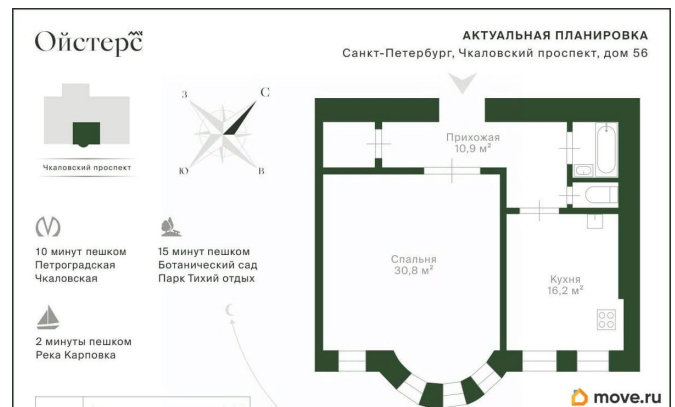 Ойстерс
АКТУАЛЬНАЯ ПЛАНИРОВКА
Санкт-Петербург, Чкаловский проспект, дом 56
З
С
Ю
В
Чкаловский проспект
10 минут пешком
Петроградская
Чкаловская
15 минут пешком
Ботанический сад
Парк Тихий отдых
2 минуты пешком
Река Карповка
Прихожая
10,9 м²
Спальня
30,8 м²
Кухня
16,2 м²
move.ru